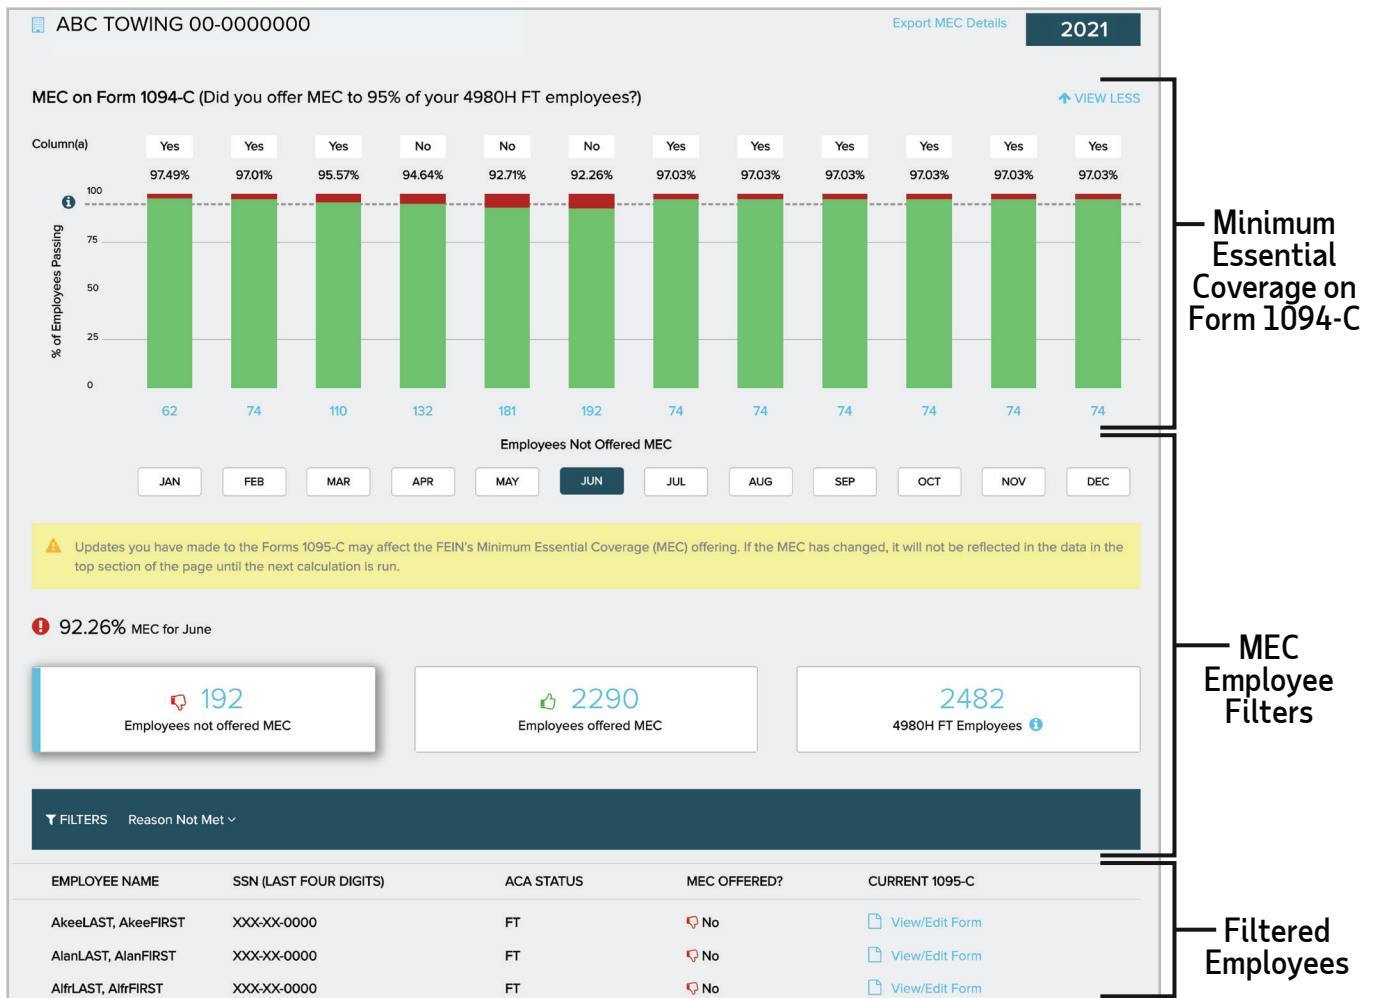 ABC TOWING 00-0000000
Export MEC Details
2021
MEC on Form 1094-C (Did you offer MEC to 95% of your 4980H FT employees?)
VIEW LESS
Column(a) Yes Yes Yes No No No Yes Yes Yes Yes Yes Yes
97.49% 97.01% 95.57% 94.64% 92.71% 92.26% 97.03% 97.03% 97.03% 97.03% 97.03% 97.03%
100
75
50
25
0
% of Employees Passing
62 74 110 132 181 192 74 74 74 74 74 74
Employees Not Offered MEC
JAN FEB MAR APR MAY JUN JUL AUG SEP OCT NOV DEC
Updates you have made to the Forms 1095-C may affect the FEIN's Minimum Essential Coverage (MEC) offering. If the MEC has changed, it will not be reflected in the data in the
top section of the page until the next calculation is run.
92.26% MEC for June
192
Employees not offered MEC
2290
Employees offered MEC
2482
4980H FT Employees
FILTERS Reason Not Met
EMPLOYEE NAME SSN (LAST FOUR DIGITS) ACA STATUS MEC OFFERED? CURRENT 1095-C
AkeeLAST, AkeeFIRST XXX-XX-0000 FT No View/Edit Form
AlanLAST, AlanFIRST XXX-XX-0000 FT No View/Edit Form
AlfrLAST, AlfrFIRST XXX-XX-0000 FT No View/Edit Form
Minimum
Essential
Coverage on
Form 1094-C
MEC
Employee
Filters
Filtered
Employees